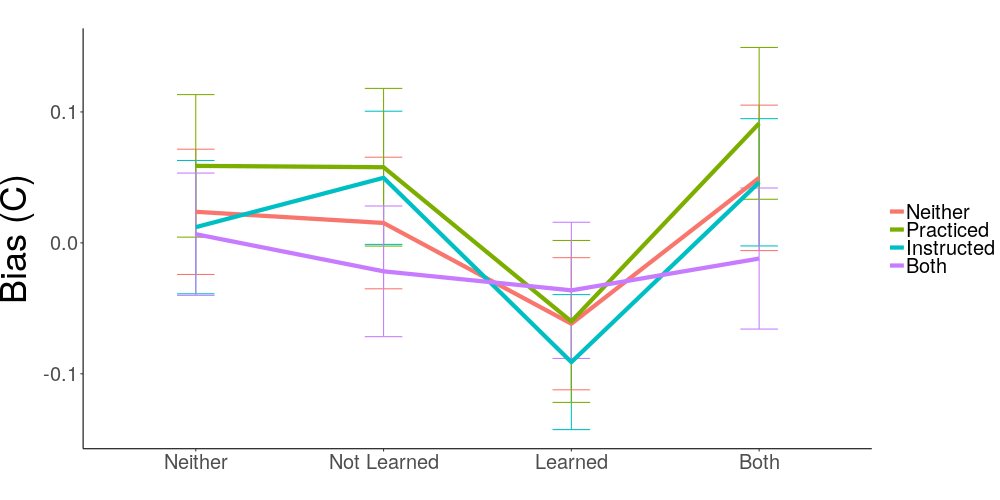 Bias (C)
0.1
0.0
-0.1
Neither
Not Learned
Learned
Both
Neither
Practiced
Instructed
Both